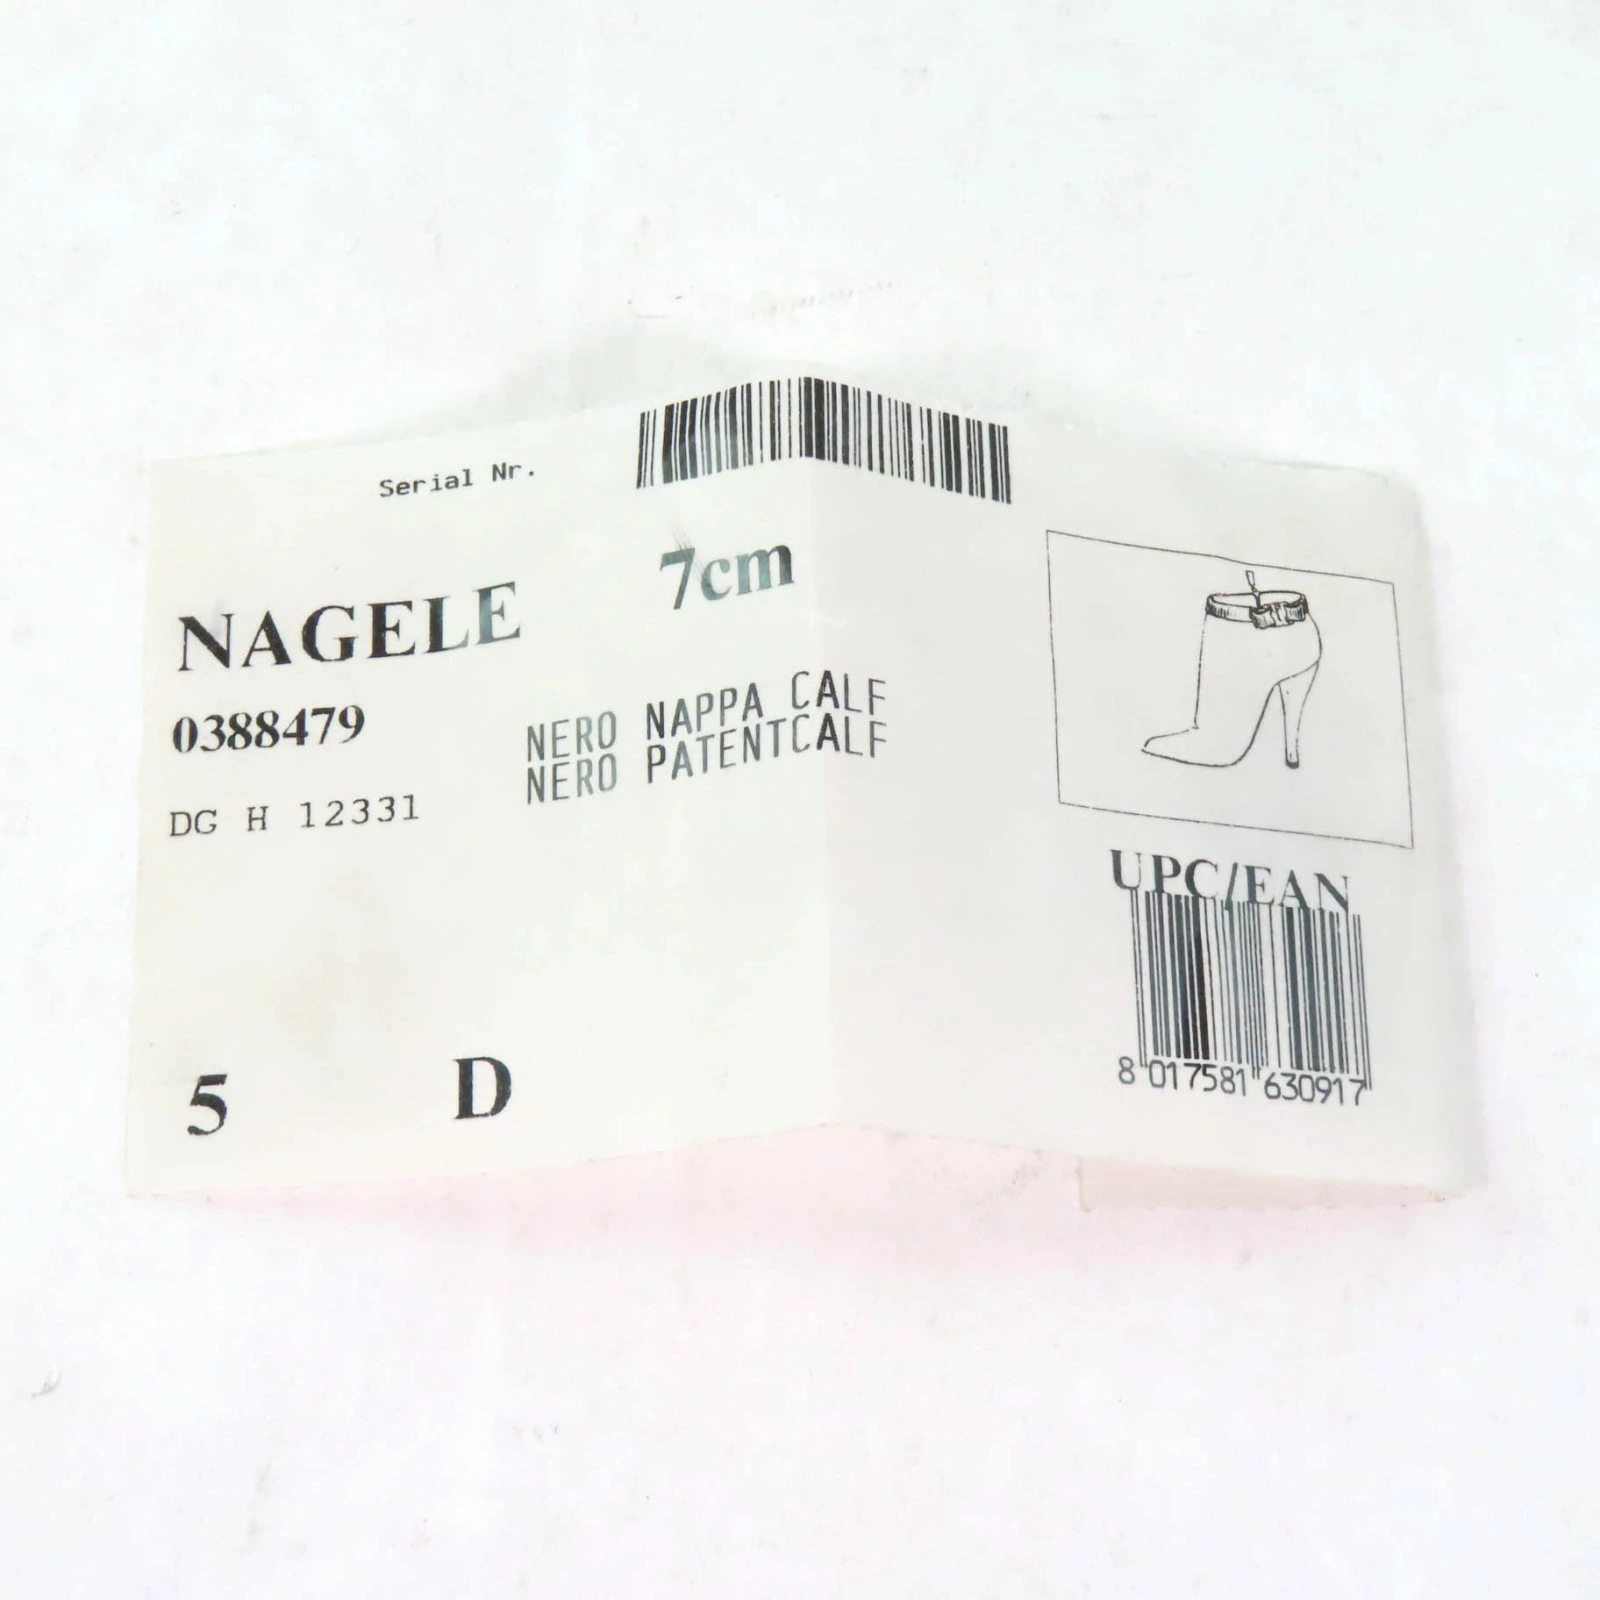 Serial Nr.
NAGELE
7cm
0388479
NERO NAPPA CALF
NERO PATENTCALF
DG H 12331
5 D
UPC/EAN
8 017581 630917